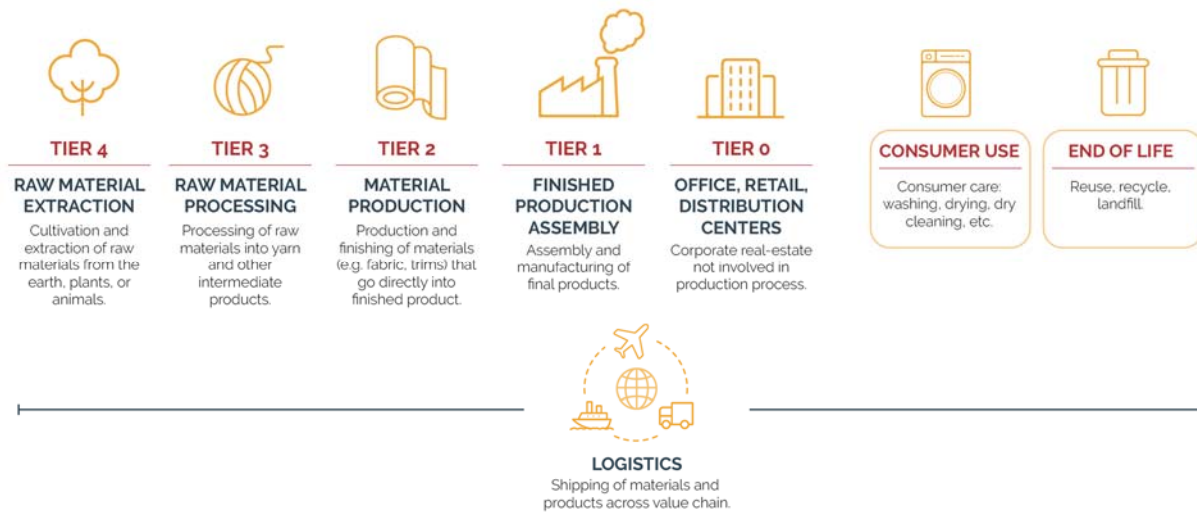 TIER 4
RAW MATERIAL
EXTRACTION
Cultivation and
extraction of raw
materials from the
earth, plants, or
animals.
TIER 3
RAW MATERIAL
PROCESSING
Processing of raw
materials into yarn
and other
intermediate
products.
TIER 2
MATERIAL
PRODUCTION
Production and
finishing of materials
(e.g. fabric, trims) that
go directly into
finished product.
TIER 1
FINISHED
PRODUCTION
ASSEMBLY
Assembly and
manufacturing of
final products.
TIER 0
OFFICE, RETAIL,
DISTRIBUTION
CENTERS
Corporate real-estate
not involved in
production process.
CONSUMER USE
Consumer care:
washing, drying, dry
cleaning, etc.
END OF LIFE
Reuse, recycle,
landfill.
LOGISTICS
Shipping of materials and
products across value chain.